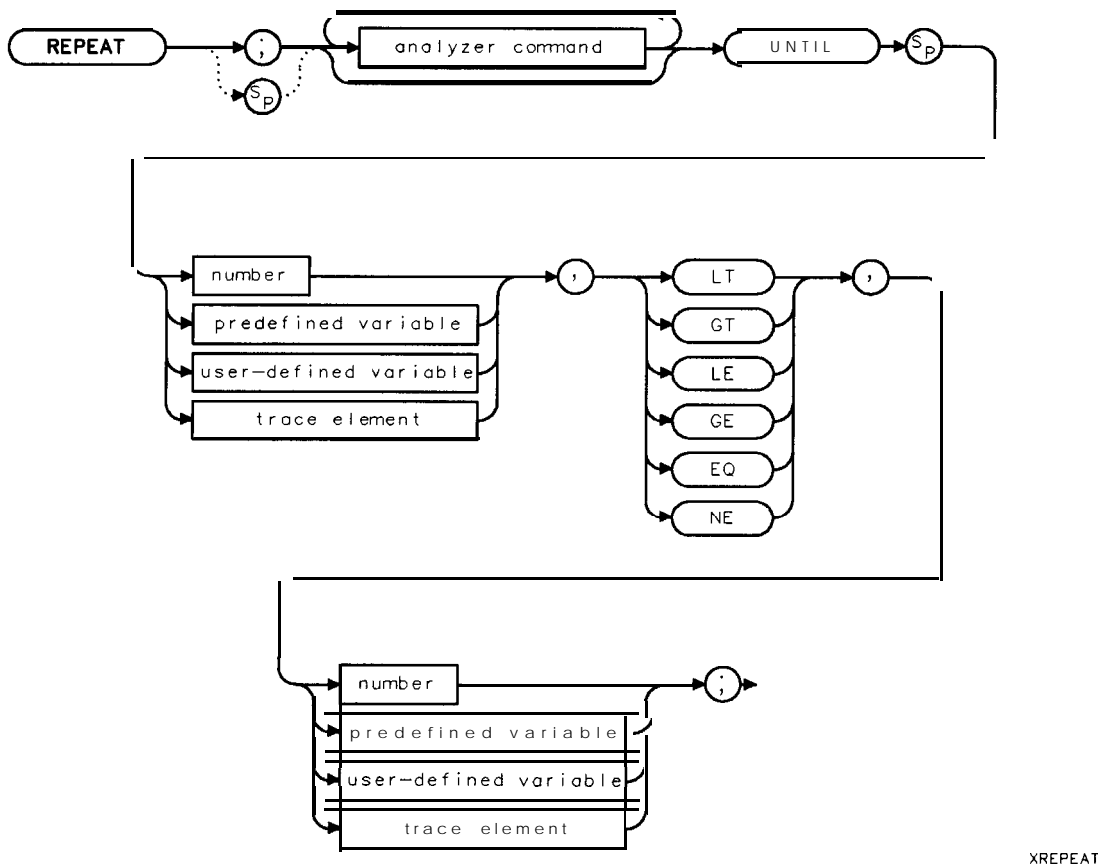 REPEAT ; analyzer command UNTIL SP
SP
number , LT ,
predefined variable GT
user-defined variable LE
trace element GE
EQ
NE
number ;
predefined variable
user-defined variable
trace element
XREPEAT